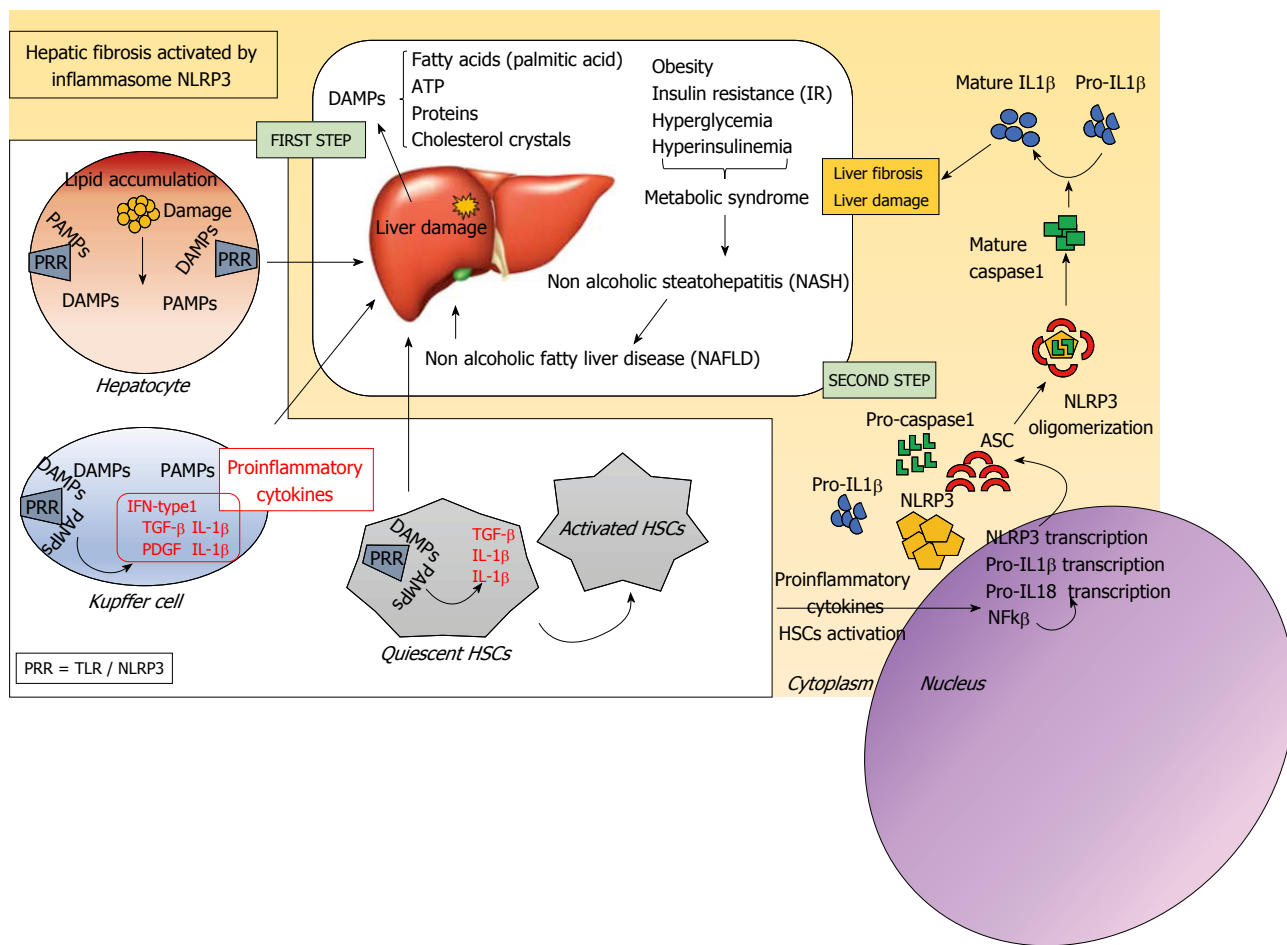 Hepatic fibrosis activated by
inflammasome NLRP3
FIRST STEP
DAMPs
Fatty acids (palmitic acid)
ATP
Proteins
Cholesterol crystals
Obesity
Insulin resistance (IR)
Hyperglycemia
Hyperinsulinemia
Metabolic syndrome
Liver damage
Non alcoholic steatohepatitis (NASH)
Non alcoholic fatty liver disease (NAFLD)
Lipid accumulation
Damage
PAMPs
PRR
DAMPs
PRR
DAMPs
PAMPs
Hepatocyte
DAMPs
DAMPs
PAMPs
PRR
PAMPs
Proinflammatory
cytokines
IFN-type1
TGF-β IL-1β
PDGF IL-1β
Kupffer cell
PRR = TLR / NLRP3
DAMPs
PRR
PAMPs
TGF-β
IL-1β
IL-1β
Quiescent HSCs
Activated HSCs
Mature IL1β
Pro-IL1β
Liver fibrosis
Liver damage
Mature
caspase1
SECOND STEP
NLRP3
oligomerization
Pro-caspase1
ASC
Pro-IL1β
NLRP3
NLRP3 transcription
Pro-IL1β transcription
Pro-IL18 transcription
NFkβ
Proinflammatory
cytokines
HSCs activation
Cytoplasm
Nucleus